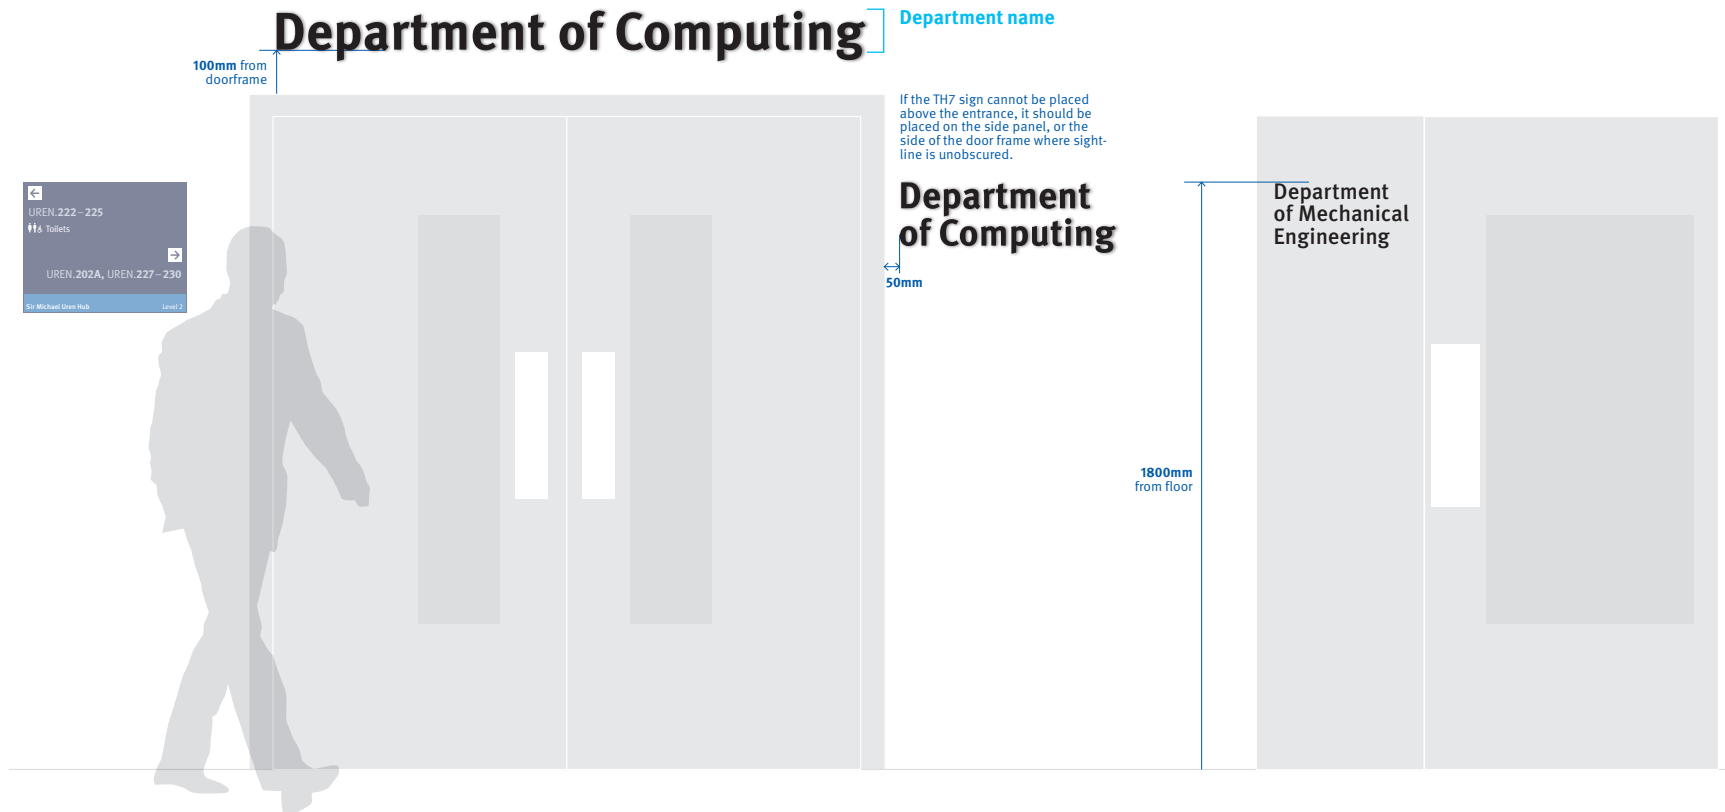 Department of Computing
Department name
100mm from
doorframe
If the TH7 sign cannot be placed
above the entrance, it should be
placed on the side panel, or the
side of the door frame where sight-
line is unobscured.
←
UREN.222–225
Toilets
→
UREN.202A, UREN.227–230
Sir Michael Uren Hub
Level 2
Department
of Computing
50mm
Department
of Mechanical
Engineering
1800mm
from floor